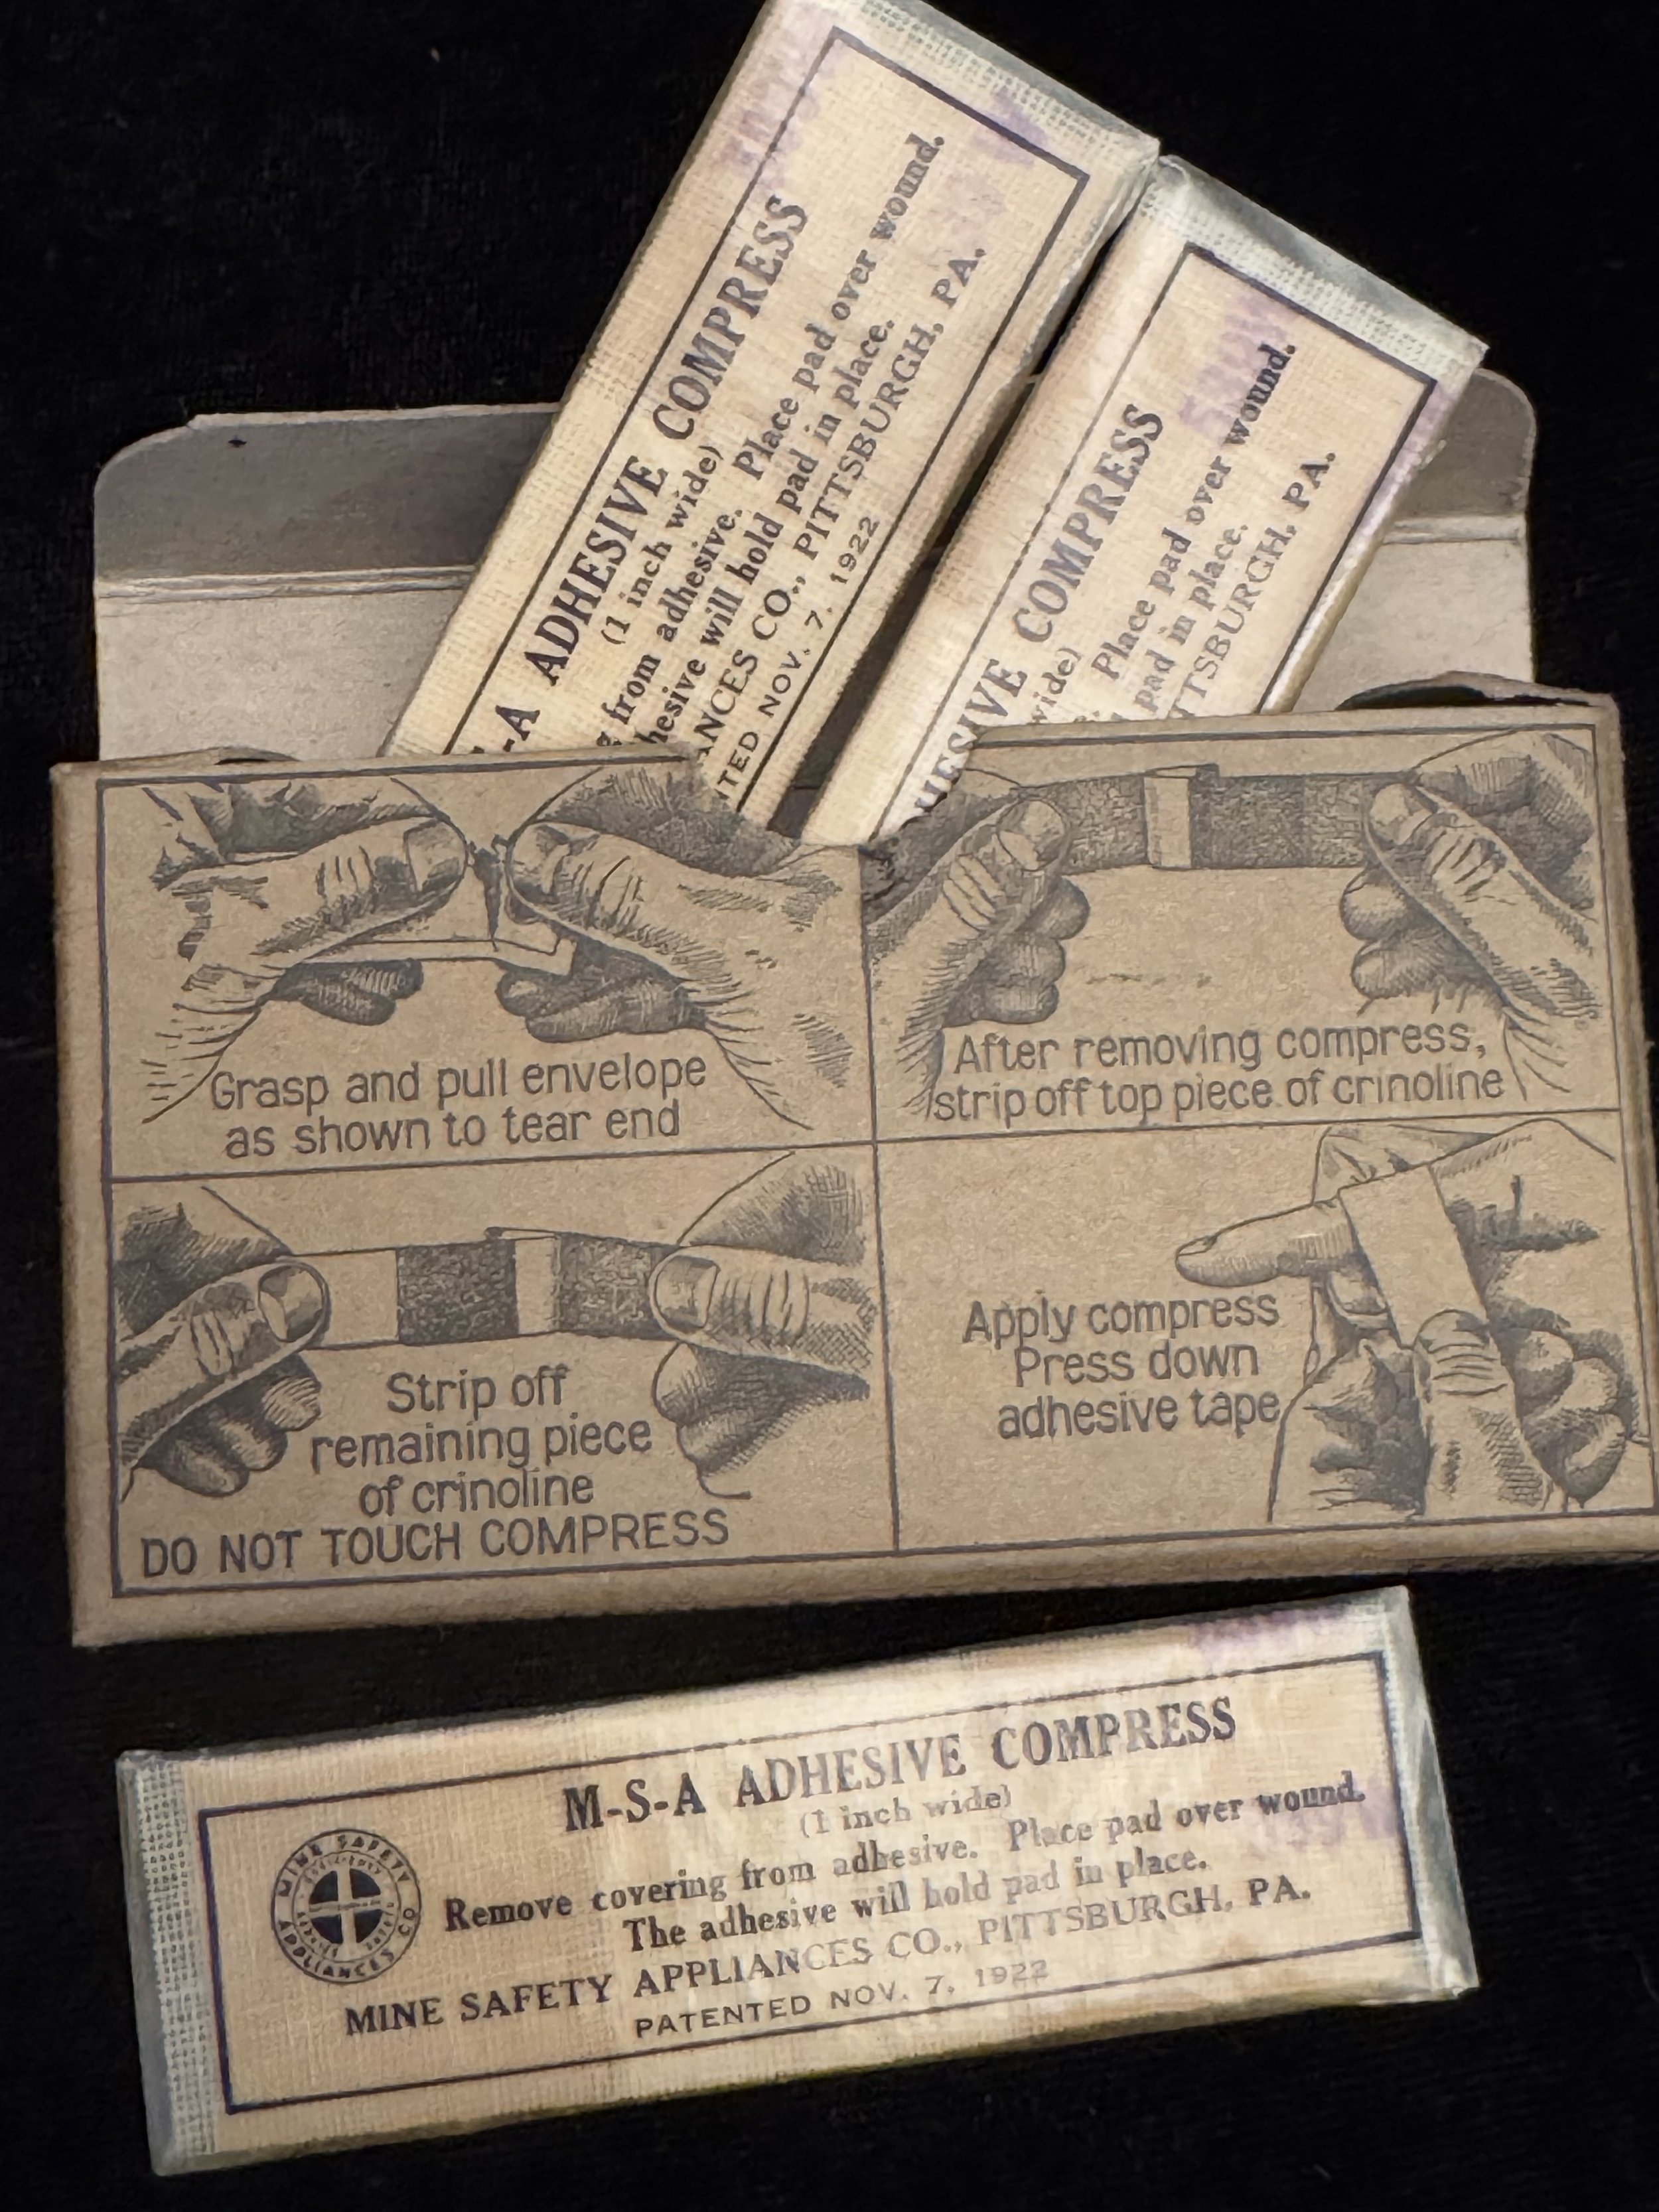 -A ADHESIVE COMPRESS
(1 inch wide)
from adhesive. Place pad over wound.
hesive will hold pad in place.
ANCES CO., PITTSBURGH, PA.
TED NOV. 7, 1922
HESIVE COMPRESS
wide)
Place pad over wound.
pad in place.
TTSBURGH, PA.
Grasp and pull envelope
as shown to tear end
After removing compress,
strip off top piece of crinoline
Strip off
remaining piece
of crinoline
DO NOT TOUCH COMPRESS
Apply compress
Press down
adhesive tape
M-S-A ADHESIVE COMPRESS
(1 inch wide)
Remove covering from adhesive. Place pad over wound.
The adhesive will hold pad in place.
MINE SAFETY APPLIANCES CO., PITTSBURGH, PA.
PATENTED NOV. 7, 1922
MINE SAFETY APPLIANCES CO